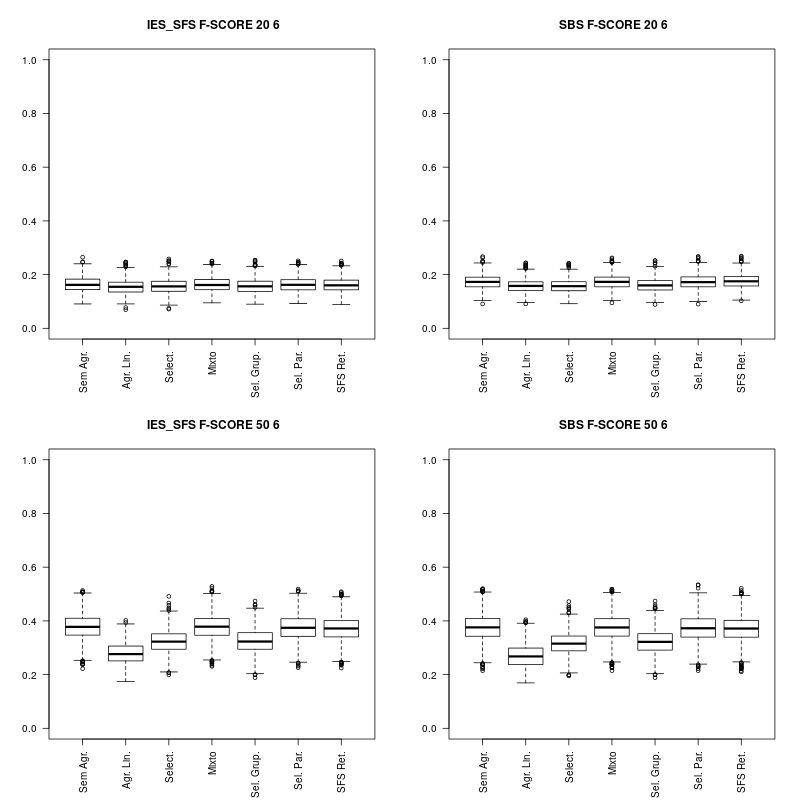 IES_SFS F-SCORE 20 6
1.0
0.8
0.6
0.4
0.2
0.0
Sem Agr.
Agr. Lin.
Select.
Mixto
Sel. Grup.
Sel. Par.
SFS Ret.
SBS F-SCORE 20 6
1.0
0.8
0.6
0.4
0.2
0.0
Sem Agr.
Agr. Lin.
Select.
Mixto
Sel. Grup.
Sel. Par.
SFS Ret.
IES_SFS F-SCORE 50 6
1.0
0.8
0.6
0.4
0.2
0.0
Sem Agr.
Agr. Lin.
Select.
Mixto
Sel. Grup.
Sel. Par.
SFS Ret.
SBS F-SCORE 50 6
1.0
0.8
0.6
0.4
0.2
0.0
Sem Agr.
Agr. Lin.
Select.
Mixto
Sel. Grup.
Sel. Par.
SFS Ret.